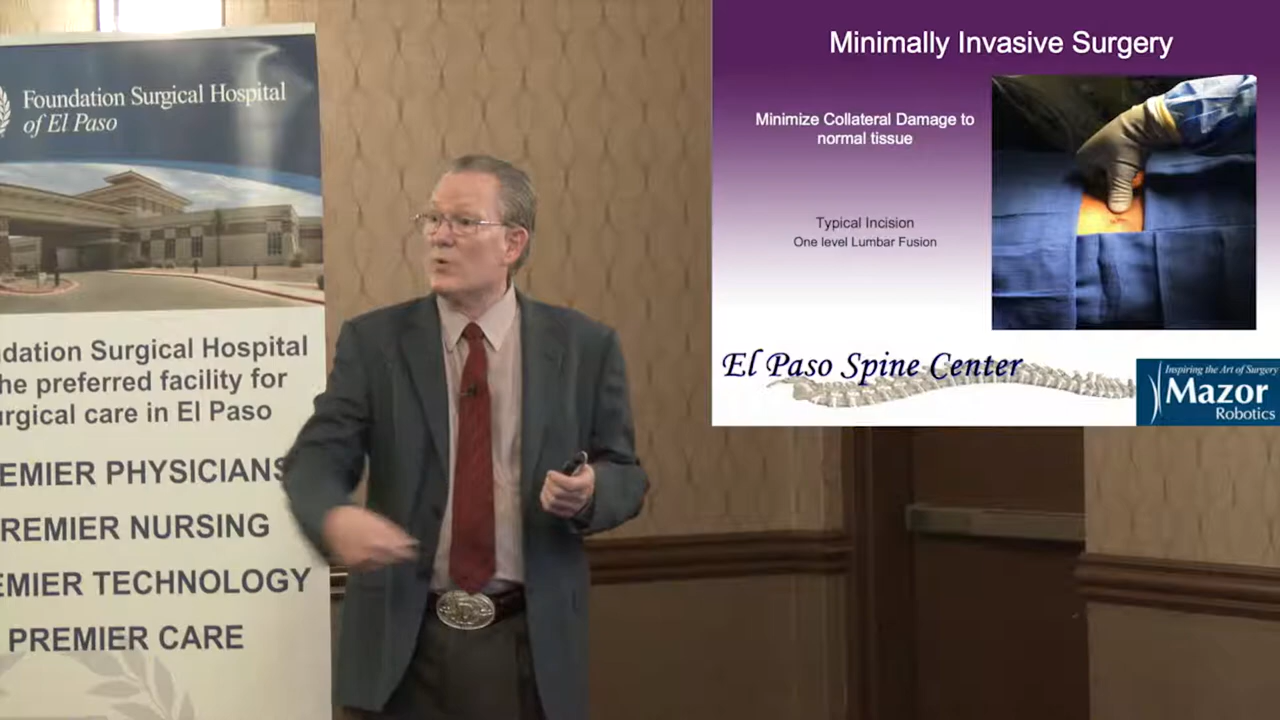 Foundation Surgical Hospital
of El Paso
dation Surgical Hospital
he preferred facility for
urgical care in El Paso
EMIER PHYSICIANS
REMIER NURSING
EMIER TECHNOLOGY
PREMIER CARE
Minimally Invasive Surgery
Minimize Collateral Damage to
normal tissue
Typical Incision
One level Lumbar Fusion
El Paso Spine Center
Inspiring the Art of Surgery
Mazor
Robotics